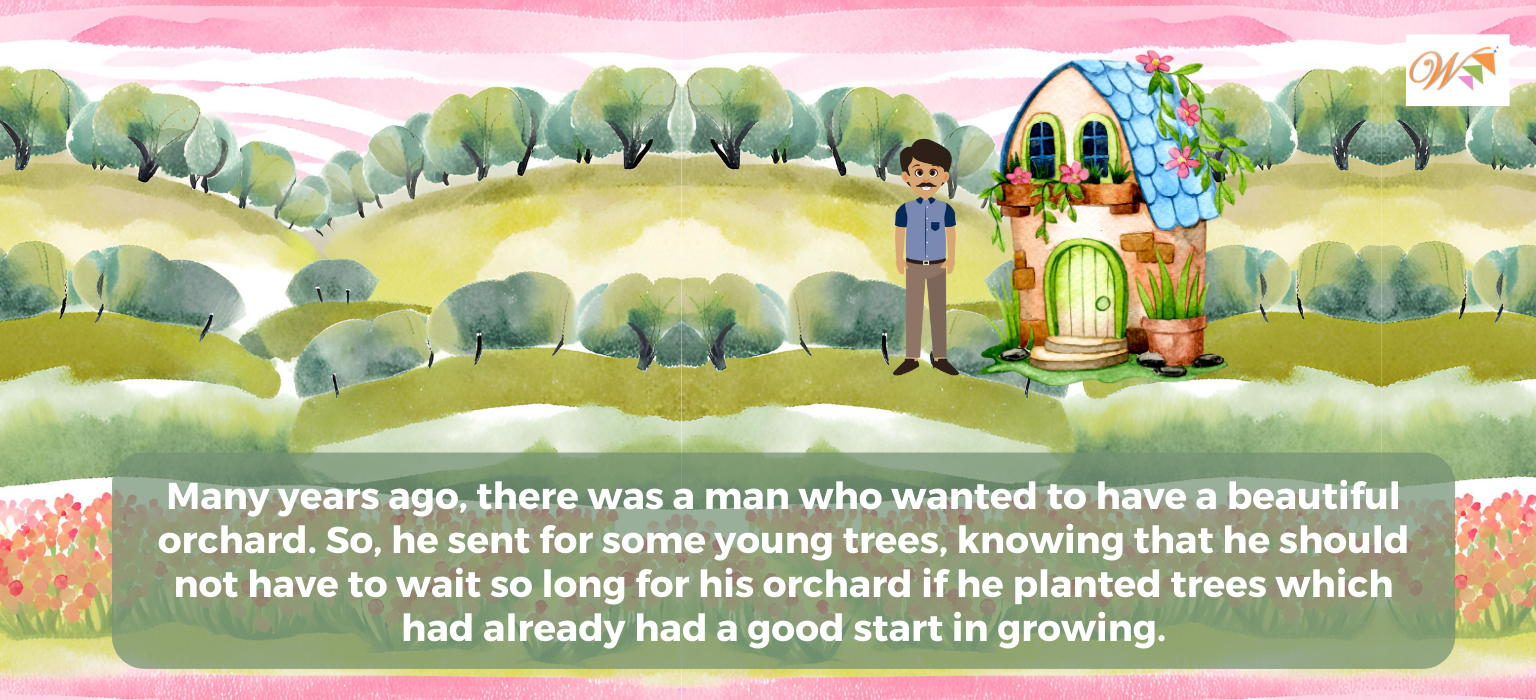 W
Many years ago, there was a man who wanted to have a beautiful
orchard. So, he sent for some young trees, knowing that he should
not have to wait so long for his orchard if he planted trees which
had already had a good start in growing.